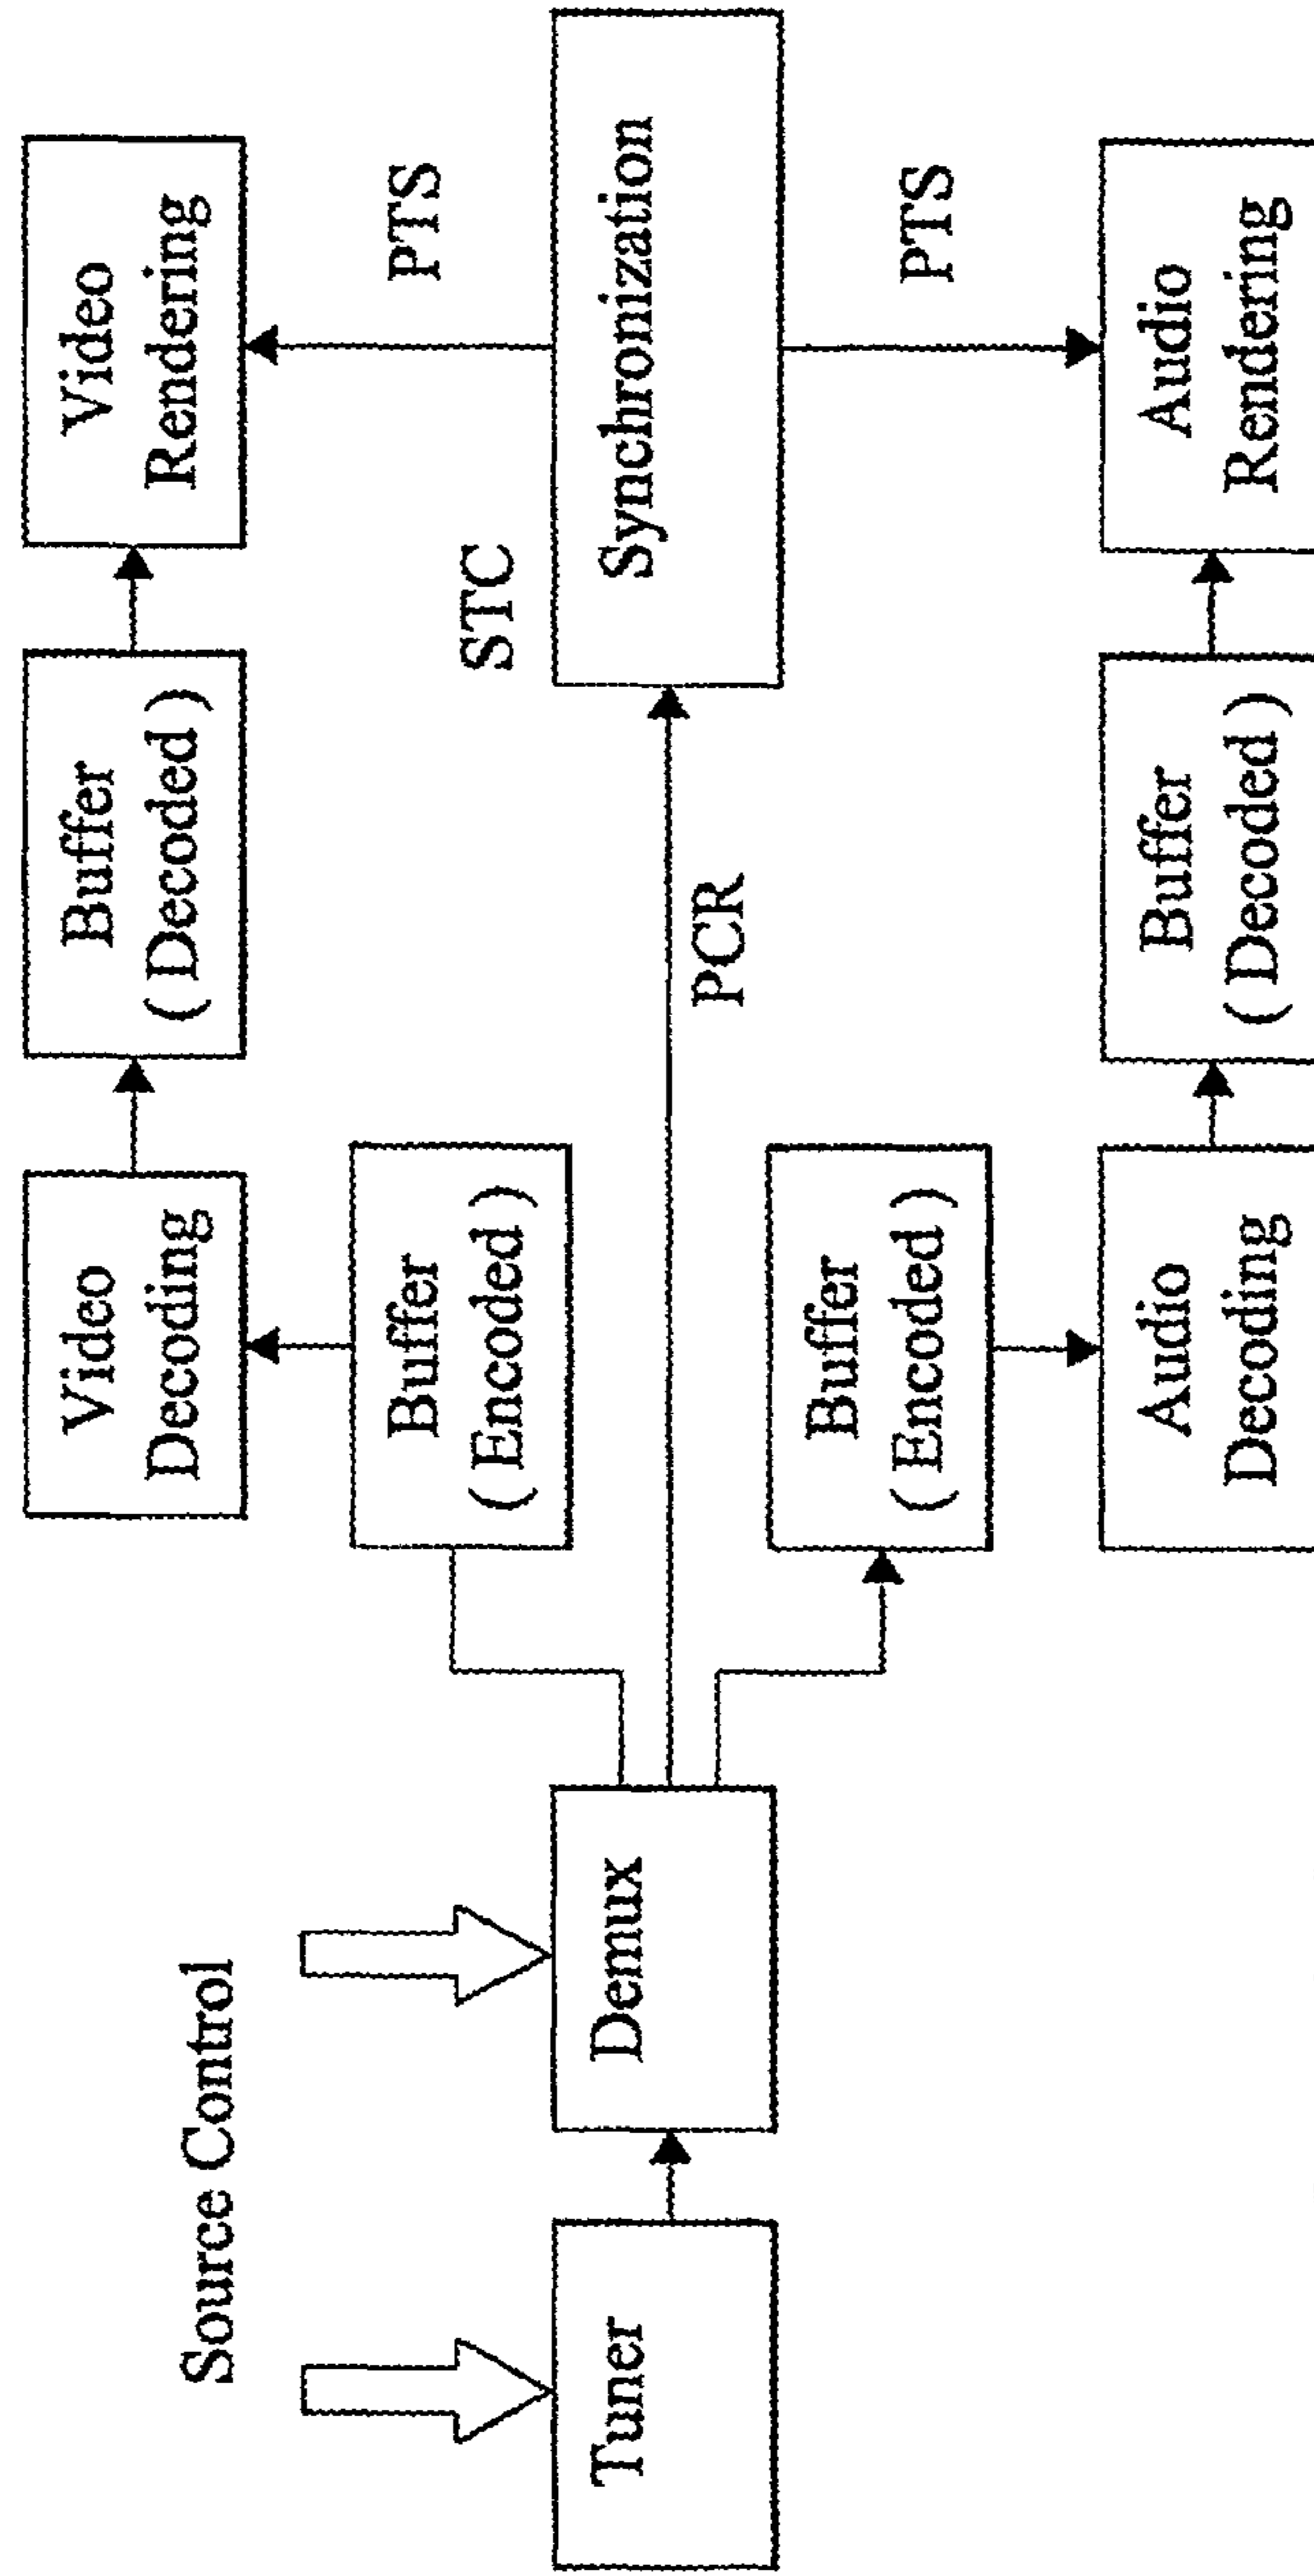 Source Control
Tuner
Demux
Buffer
( Encoded )
Video
Decoding
Buffer
( Decoded )
Video
Rendering
PCR
STC
Synchronization
PTS
PTS
Buffer
( Encoded )
Audio
Decoding
Buffer
( Decoded )
Audio
Rendering